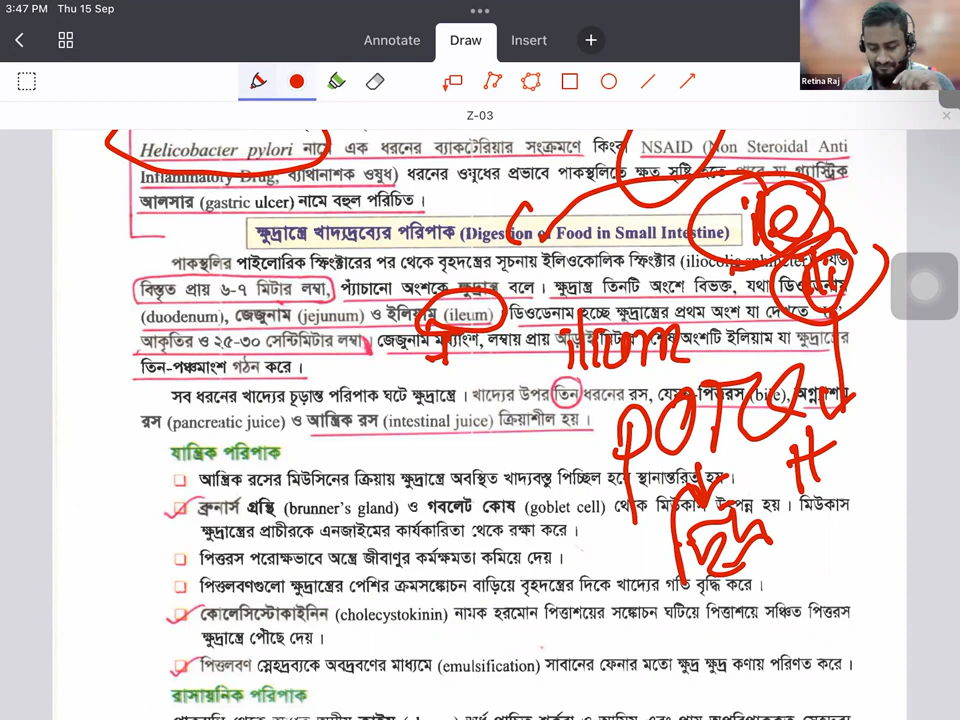 3:47 PM Thu 15 Sep
Annotate Draw Insert
Retina Raj
Z-03
Helicobacter pylori নামে এক ধরনের ব্যাকটেরিয়ার সংক্রমণে কিংবা NSAID (Non Steroidal Anti
Inflammatory Drug, ব্যাথানাশক ওষুধ) ধরনের ওষুধের প্রভাবে পাকস্থলিতে ক্ষত সৃষ্টি হতে পারে যা গ্যাস্ট্রিক
আলসার (gastric ulcer) নামে বহুল পরিচিত।
ক্ষুদ্রান্ত্রে খাদ্যদ্রব্যের পরিপাক (Digestion of Food in Small Intestine)
পাকস্থলির পাইলোরিক স্ফিংক্টারের পর থেকে বৃহদন্ত্রের সূচনায় ইলিওকোলিক স্ফিংক্টার (iliocolic sphincter)
বিস্তৃত প্রায় ৬-৭ মিটার লম্বা, প্যাচানো অংশকে ক্ষুদ্রান্ত্র বলে। ক্ষুদ্রান্ত্র তিনটি অংশে বিভক্ত, যথা
(duodenum), জেজুনাম (jejunum) ও ইলিয়াম (ileum) ডিওডেনাম হচ্ছে ক্ষুদ্রান্ত্রের প্রথম অংশ যা দেখতে
আকৃতির ও ২৫-৩০ সেন্টিমিটার লম্বা জেজুনাম মধ্যাংশ, লম্বায় প্রায় আড়াই অংশটি ইলিয়াম যা ক্ষুদ্রান্ত্রের
ilium
তিন-পঞ্চমাংশ গঠন করে।
সব ধরনের খাদ্যের চূড়ান্ত পরিপাক ঘটে ক্ষুদ্রান্ত্রে। খাদ্যের উপর তিন ধরনের রস, যেমন-পিত্তরস (bile), অগ্ন্যাশয়
রস (pancreatic juice) ও আন্ত্রিক রস (intestinal juice) ক্রিয়াশীল হয়।
যান্ত্রিক পরিপাক
আন্ত্রিক রসের মিউসিনের ক্রিয়ায় ক্ষুদ্রান্ত্রে অবস্থিত খাদ্যবস্তু পিচ্ছিল হয়ে স্থানান্তরিত হয়।
ব্রুনার্স গ্রন্থি (brunner's gland) ও গবলেট কোষ (goblet cell) থেকে মিউকাস উৎপন্ন হয়। মিউকাস
ক্ষুদ্রান্ত্রের প্রাচীরকে এনজাইমের কার্যকারিতা থেকে রক্ষা করে।
পিত্তরস পরোক্ষভাবে অন্ত্রে জীবাণুর কর্মক্ষমতা কমিয়ে দেয়।
পিত্তলবণগুলো ক্ষুদ্রান্ত্রের পেশির ক্রমসঙ্কোচন বাড়িয়ে বৃহদন্ত্রের দিকে খাদ্যের গতি বৃদ্ধি করে।
কোলেসিস্টোকাইনিন (cholecystokinin) নামক হরমোন পিত্তাশয়ের সঙ্কোচন ঘটিয়ে পিত্তাশয়ে সঞ্চিত পিত্তরস
ক্ষুদ্রান্ত্রে পৌঁছে দেয়।
পিত্তলবণ স্নেহদ্রব্যকে অবদ্রবণের মাধ্যমে (emulsification) সাবানের ফেনার মতো ক্ষুদ্র ক্ষুদ্র কণায় পরিণত করে।
রাসায়নিক পরিপাক